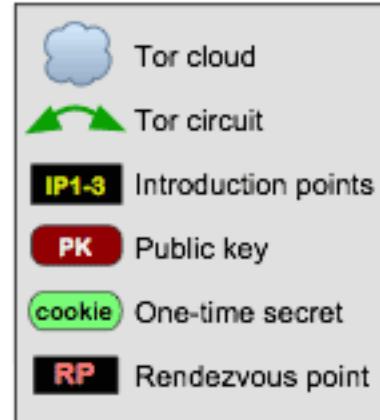 Tor cloud
Tor circuit
IP1-3 Introduction points
PK Public key
cookie One-time secret
RP Rendezvous point